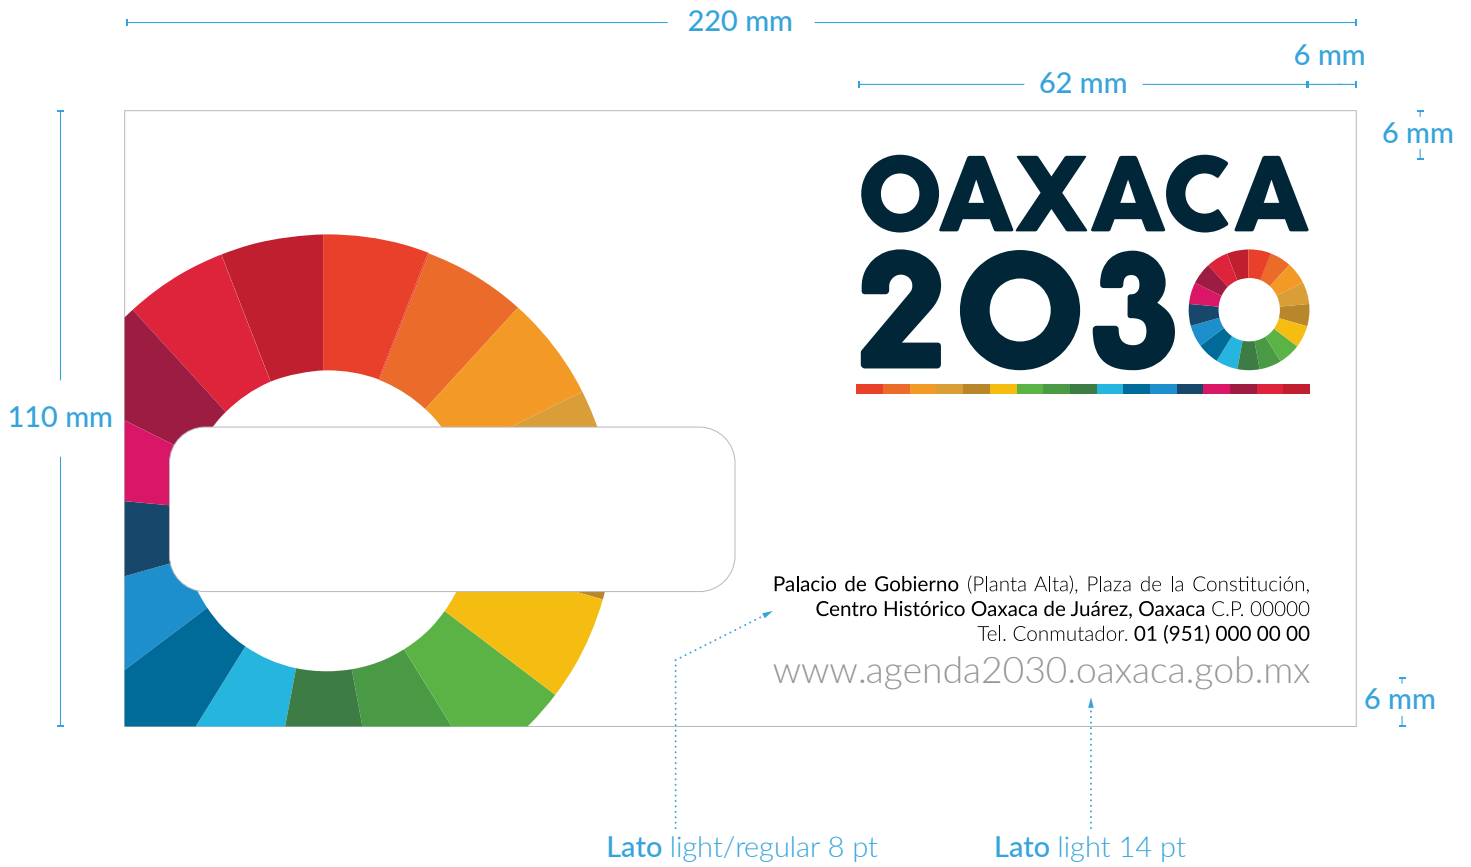 220 mm
6 mm
62 mm
6 mm
OAXACA
2030
110 mm
Palacio de Gobierno (Planta Alta), Plaza de la Constitución,
Centro Histórico Oaxaca de Juárez, Oaxaca C.P. 00000
Tel. Conmutador. 01 (951) 000 00 00
www.agenda2030.oaxaca.gob.mx
6 mm
Lato light/regular 8 pt
Lato light 14 pt